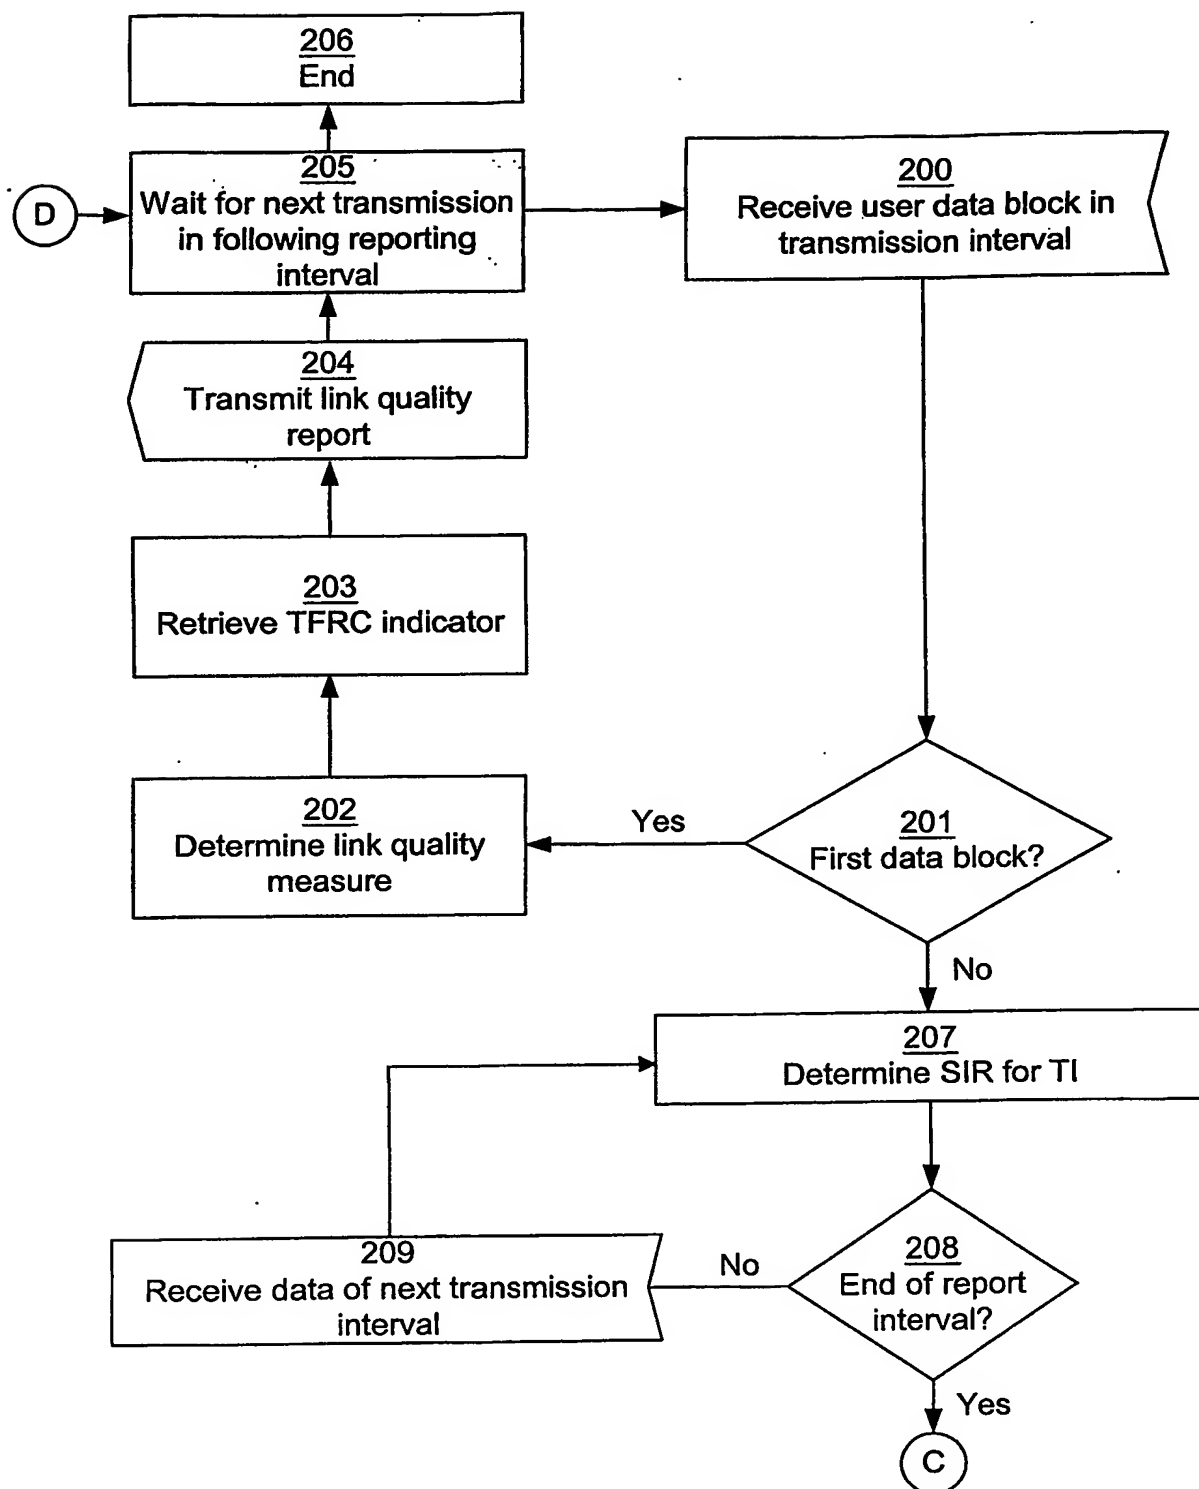 206
End
205
Wait for next transmission
in following reporting
interval
D
200
Receive user data block in
transmission interval
204
Transmit link quality
report
203
Retrieve TFRC indicator
202
Determine link quality
measure
Yes
201
First data block?
No
207
Determine SIR for TI
209
Receive data of next transmission
interval
No
208
End of report
interval?
Yes
C